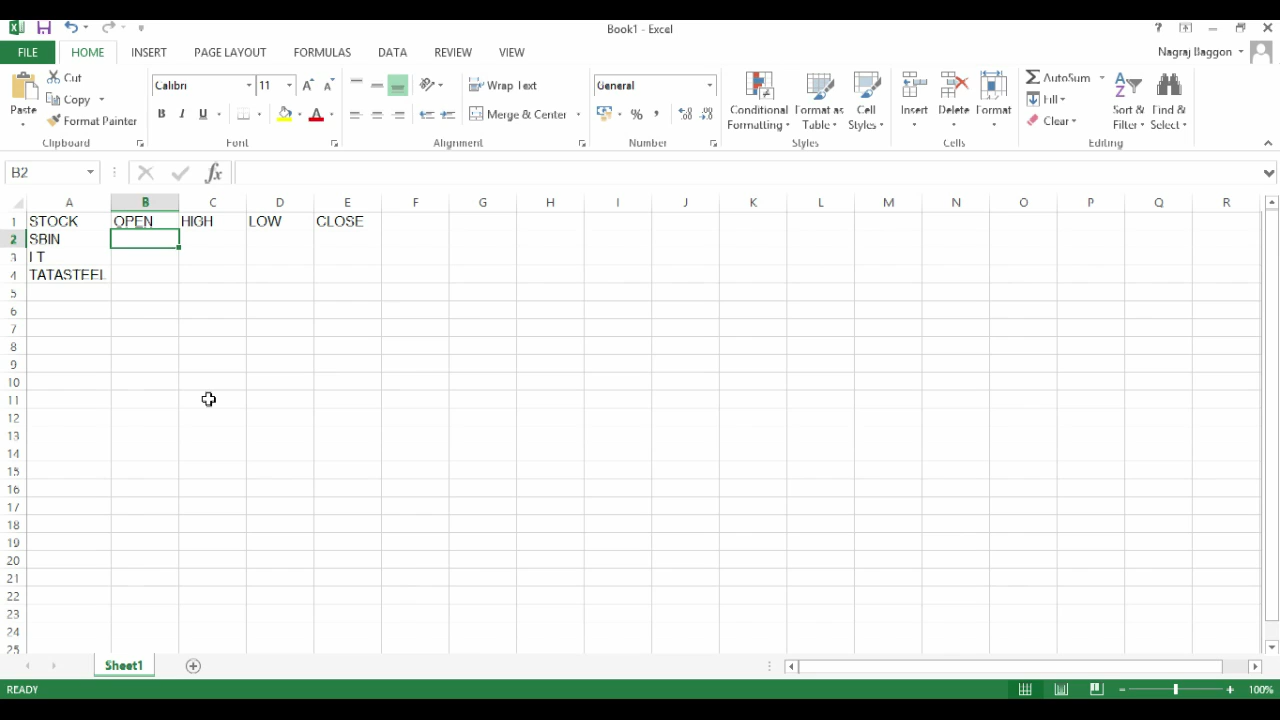 Book1 - Excel
?
FILE HOME INSERT PAGE LAYOUT FORMULAS DATA REVIEW VIEW Nagraj Baggon
Paste
Cut
Copy
Format Painter
Clipboard
Calibri 11
B I U
Font
Wrap Text
Merge & Center
Alignment
General
% ,
Number
Conditional Formatting
Format as Table
Cell Styles
Styles
Insert Delete Format
Cells
AutoSum
Fill
Clear
Sort & Filter
Find & Select
Editing
B2 fx
A B C D E F G H I J K L M N O P Q R
1 STOCK OPEN HIGH LOW CLOSE
2 SBIN
3
4 TATASTEEL
5
6
7
8
9
10
11
12
13
14
15
16
17
18
19
20
21
22
23
24
25
Sheet1
READY 100%